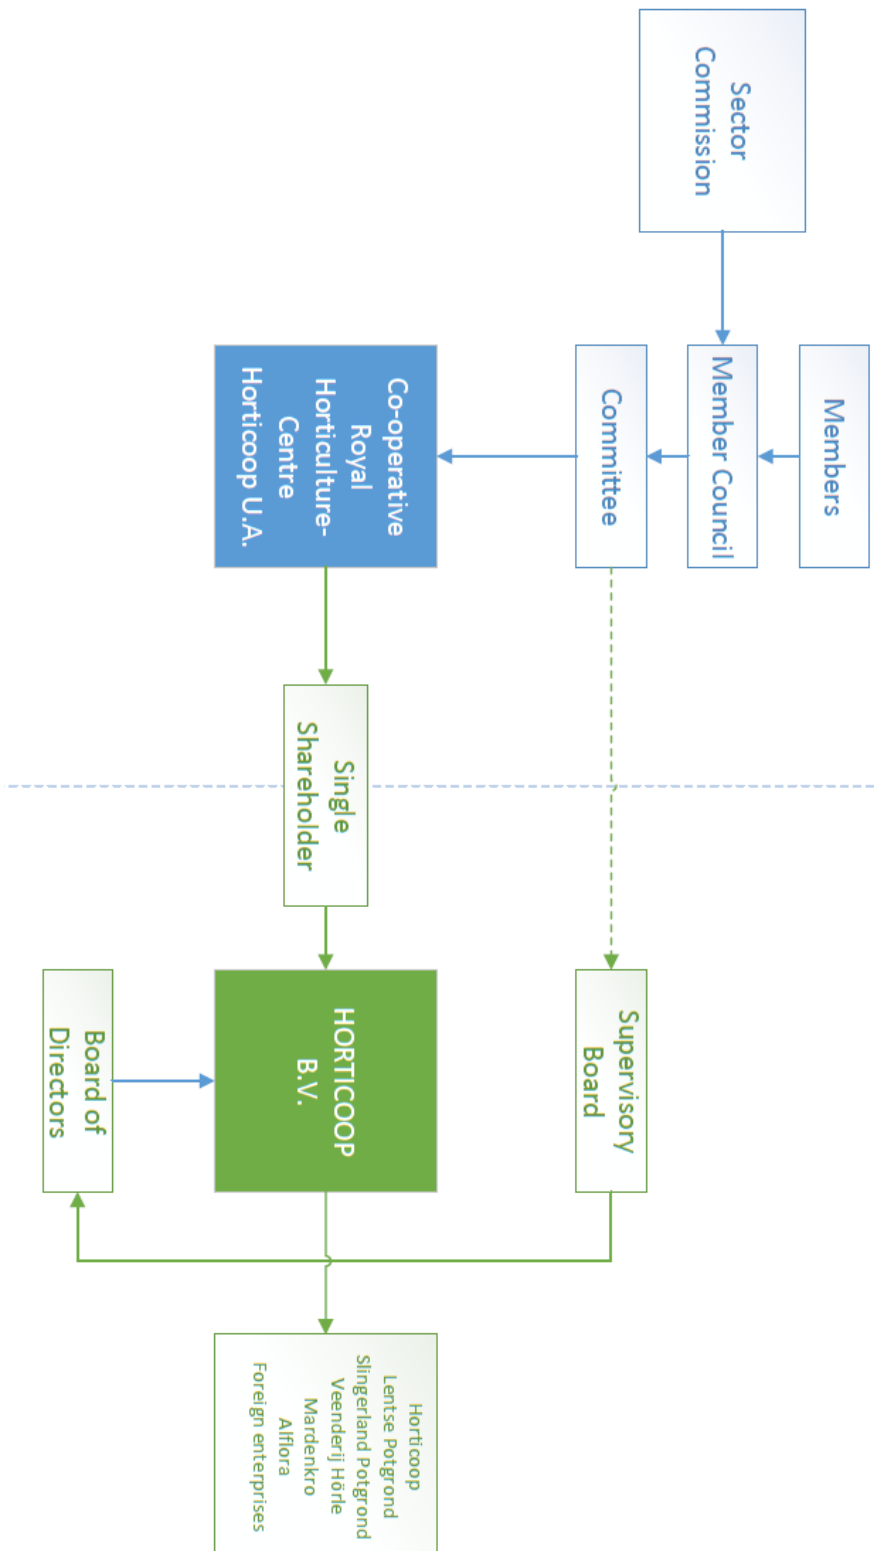 Members
Sector
Commission
Member Council
Committee
Supervisory
Board
Co-operative
Royal
Horticulture-
Centre
Horticoop U.A.
Single
Shareholder
HORTICOOP
B.V.
Horticoop
Lentse Potgrond
Slingerland Potgrond
Veenderij Hörle
Mardenkro
Alflora
Foreign enterprises
Board of
Directors